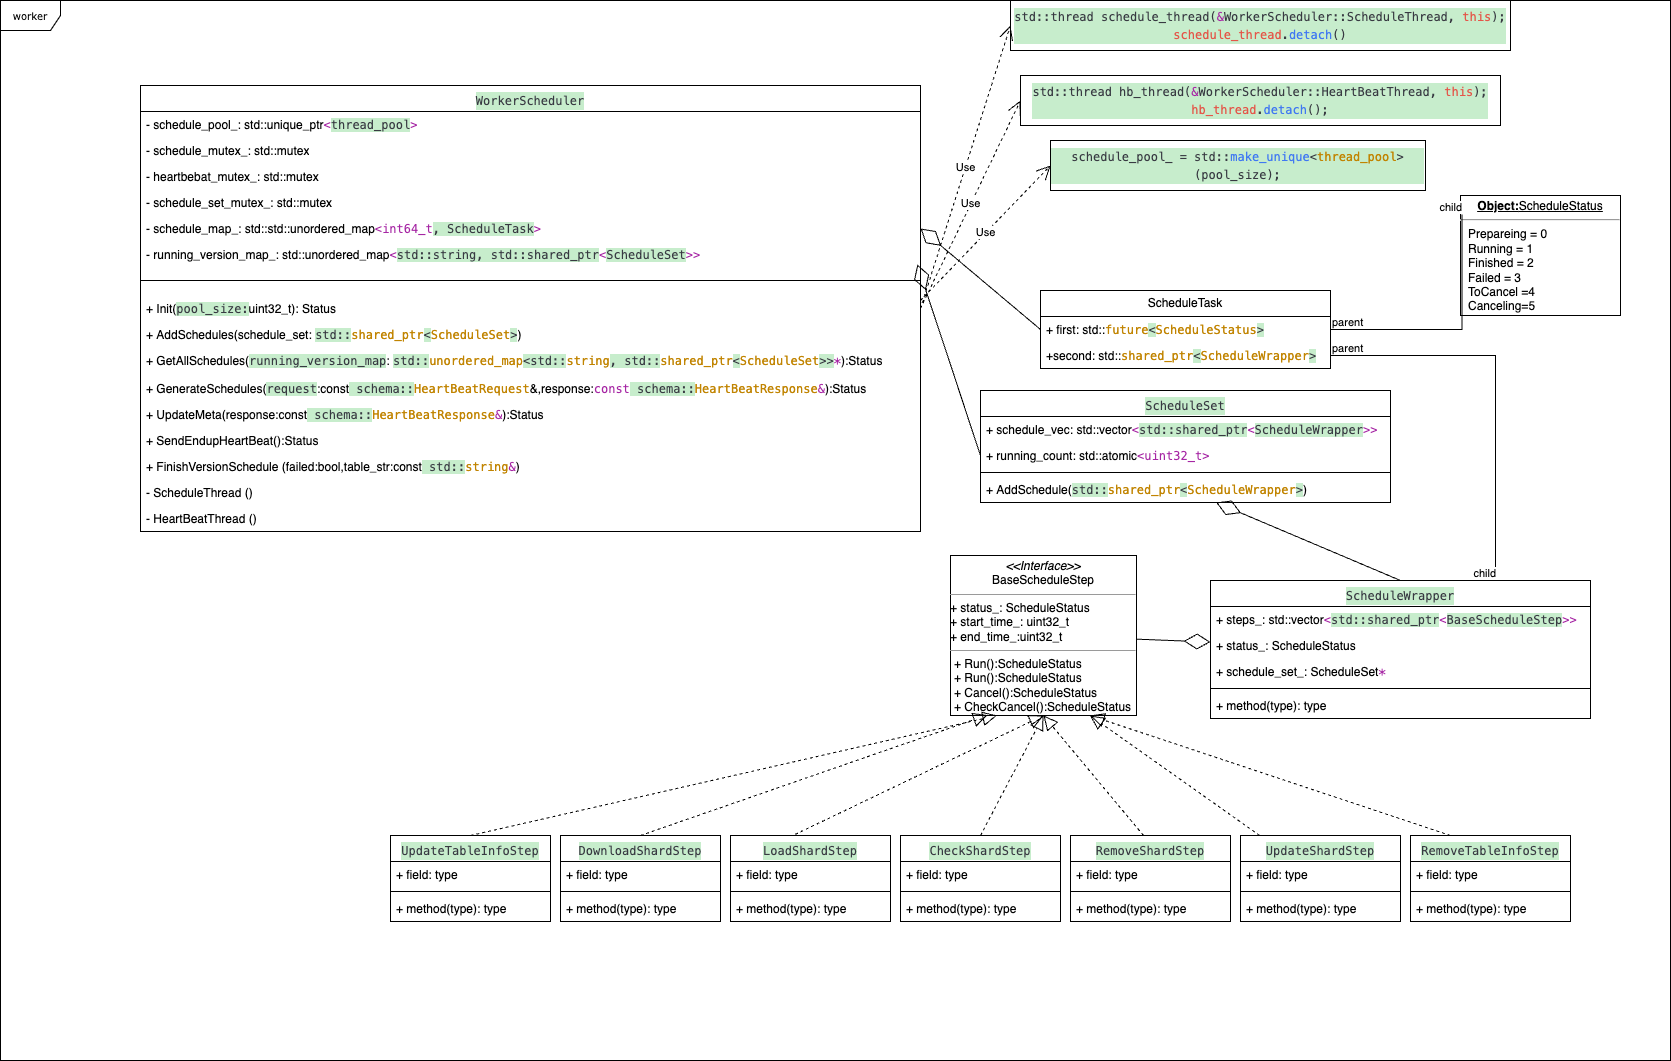 worker
std::thread schedule_thread(&WorkerScheduler::ScheduleThread, this);
schedule_thread.detach()
std::thread hb_thread(&WorkerScheduler::HeartBeatThread, this);
hb_thread.detach();
schedule_pool_ = std::make_unique<thread_pool>
(pool_size);
Use
Use
Use
WorkerScheduler
- schedule_pool_: std::unique_ptr<thread_pool>
- schedule_mutex_: std::mutex
- heartbebat_mutex_: std::mutex
- schedule_set_mutex_: std::mutex
- schedule_map_: std::std::unordered_map<int64_t, ScheduleTask>
- running_version_map_: std::unordered_map<std::string, std::shared_ptr<ScheduleSet>>
+ Init(pool_size:uint32_t): Status
+ AddSchedules(schedule_set: std::shared_ptr<ScheduleSet>)
+ GetAllSchedules(running_version_map: std::unordered_map<std::string, std::shared_ptr<ScheduleSet>>*):Status
+ GenerateSchedules(request:const schema::HeartBeatRequest&,response:const schema::HeartBeatResponse&):Status
+ UpdateMeta(response:const schema::HeartBeatResponse&):Status
+ SendEndupHeartBeat():Status
+ FinishVersionSchedule (failed:bool,table_str:const std::string&)
- ScheduleThread ()
- HeartBeatThread ()
child
Object:ScheduleStatus
Prepareing = 0
Running = 1
Finished = 2
Failed = 3
ToCancel =4
Canceling=5
ScheduleTask
+ first: std::future<ScheduleStatus>
+second: std::shared_ptr<ScheduleWrapper>
parent
parent
ScheduleSet
+ schedule_vec: std::vector<std::shared_ptr<ScheduleWrapper>>
+ running_count: std::atomic<uint32_t>
+ AddSchedule(std::shared_ptr<ScheduleWrapper>)
child
<<Interface>>
BaseScheduleStep
+ status_: ScheduleStatus
+ start_time_: uint32_t
+ end_time_:uint32_t
+ Run():ScheduleStatus
+ Run():ScheduleStatus
+ Cancel():ScheduleStatus
+ CheckCancel():ScheduleStatus
ScheduleWrapper
+ steps_: std::vector<std::shared_ptr<BaseScheduleStep>>
+ status_: ScheduleStatus
+ schedule_set_: ScheduleSet*
+ method(type): type
UpdateTableInfoStep
+ field: type
+ method(type): type
DownloadShardStep
+ field: type
+ method(type): type
LoadShardStep
+ field: type
+ method(type): type
CheckShardStep
+ field: type
+ method(type): type
RemoveShardStep
+ field: type
+ method(type): type
UpdateShardStep
+ field: type
+ method(type): type
RemoveTableInfoStep
+ field: type
+ method(type): type